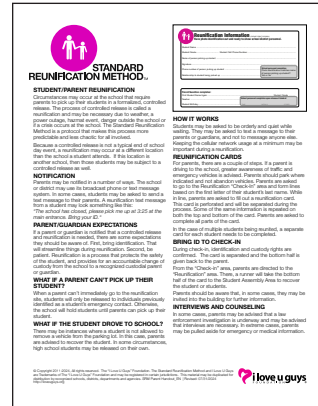 STANDARD
REUNIFICATION METHOD
STUDENT/PARENT REUNIFICATION
Circumstances may occur at the school that require
parents to pick up their students in a formalized, controlled
release. The process of controlled release is called a
reunification and may be necessary due to weather, a
power outage, hazmat event, danger outside the school or
if a crisis occurs at the school. The Standard Reunification
Method is a protocol that makes this process more
predictable and less chaotic for all involved.
Because a controlled release is not a typical end of school
day event, a reunification may occur at a different location
than the school a student attends. If this location is
another school, then those students may be subject to a
controlled release as well.
NOTIFICATION
Parents may be notified in a number of ways. The school
or district may use its broadcast phone or text message
system. In some cases, students may be asked to send a
text message to their parents. A reunification text message
from a student may look something like this:
"The school has closed, please pick me up at 3:25 at the
main entrance. Bring your ID."
PARENT/GUARDIAN EXPECTATIONS
If a parent or guardian is notified that a controlled release
and reunification is needed, there are some expectations
they should be aware of. First, bring identification. That
will streamline things during reunification. Second, be
patient. Reunification is a process that protects the safety
of the student, and provides for an accountable change of
custody from the school to a recognized custodial parent
or guardian.
WHAT IF A PARENT CAN'T PICK UP THEIR
STUDENT?
When a parent can't immediately go to the reunification
site, students will only be released to individuals previously
identified as a student's emergency contact. Otherwise,
the school will hold students until parents can pick up their
student.
WHAT IF THE STUDENT DROVE TO SCHOOL?
There may be instances where a student is not allowed to
remove a vehicle from the parking lot. In this case, parents
are advised to recover the student. In some circumstances,
high school students may be released on their own.
Reunification Information
HOW IT WORKS
Students may be asked to be orderly and quiet while
waiting. They may be asked to text a message to their
parents or guardians, and not to message anyone else.
Keeping the cellular network usage at a minimum may be
important during a reunification.
REUNIFICATION CARDS
For parents, there are a couple of steps. If a parent is
driving to the school, greater awareness of traffic and
emergency vehicles is advised. Parents should park where
indicated and not abandon vehicles. Parents are asked
to go to the Reunification "Check-In" area and form lines
based on the first letter of their student's last name. While
in line, parents are asked to fill out a reunification card.
This card is perforated and will be separated during the
process. Some of the same information is repeated on
both the top and bottom of the card. Parents are asked to
complete all parts of the card.
In the case of multiple students being reunited, a separate
card for each student needs to be completed.
BRING ID TO CHECK-IN
During check-in, identification and custody rights are
confirmed. The card is separated and the bottom half is
given back to the parent.
From the "Check-In" area, parents are directed to the
"Reunification" area. There, a runner will take the bottom
half of the card to the Student Assembly Area to recover
the student or students.
Parents should be aware that, in some cases, they may be
invited into the building for further information.
INTERVIEWS AND COUNSELING
In some cases, parents may be advised that a law
enforcement investigation is underway and may be advised
that interviews are necessary. In extreme cases, parents
may be pulled aside for emergency or medical information.
i love u guys